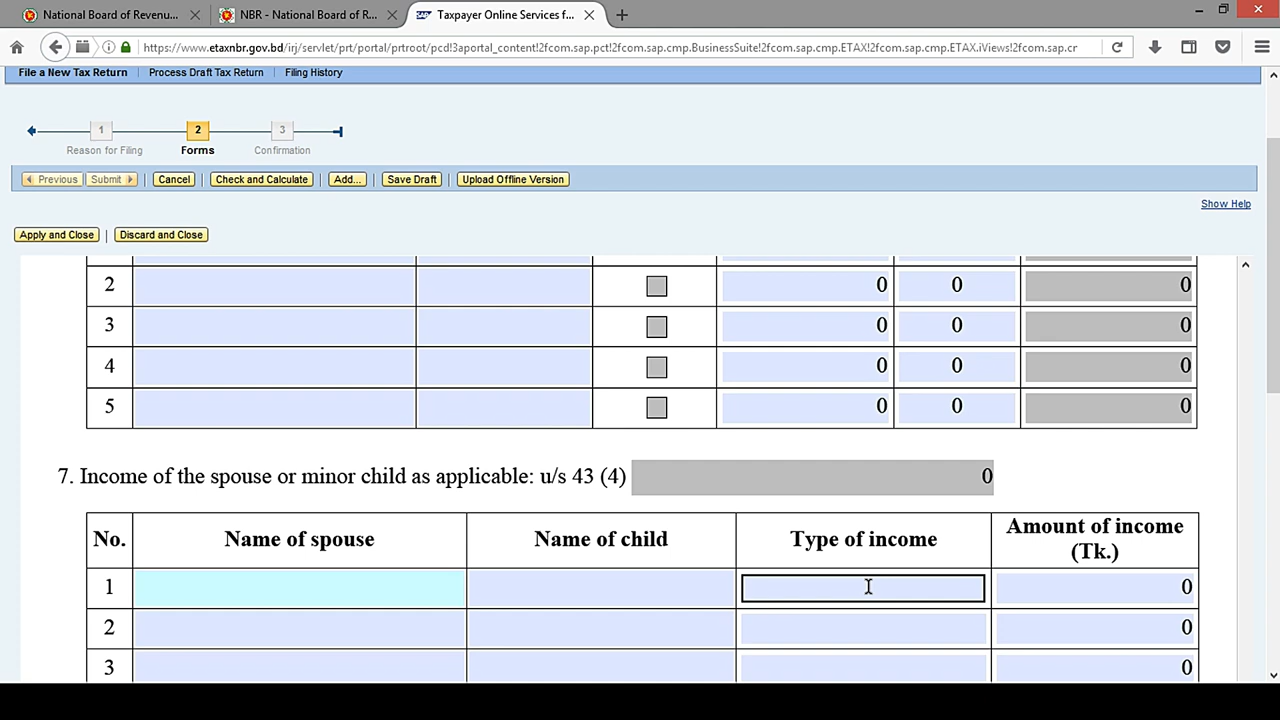 National Board of Revenu...
NBR - National Board of R...
Taxpayer Online Services f...
https://www.etaxnbr.gov.bd/irj/servlet/prt/portal/prtroot/pcd!3aportal_content!2fcom.sap.pct!2fcom.sap.cmp.BusinessSuite!2fcom.sap.cmp.ETAX!2fcom.sap.cmp.ETAX.iViews!2fcom.sap.cr
File a New Tax Return
Process Draft Tax Return
Filing History
1 2 3
Reason for Filing Forms Confirmation
Previous Submit Cancel Check and Calculate Add... Save Draft Upload Offline Version
Show Help
Apply and Close Discard and Close
2 0 0 0
3 0 0 0
4 0 0 0
5 0 0 0
7. Income of the spouse or minor child as applicable: u/s 43 (4) 0
No. Name of spouse Name of child Type of income Amount of income
(Tk.)
1 0
2 0
3 0